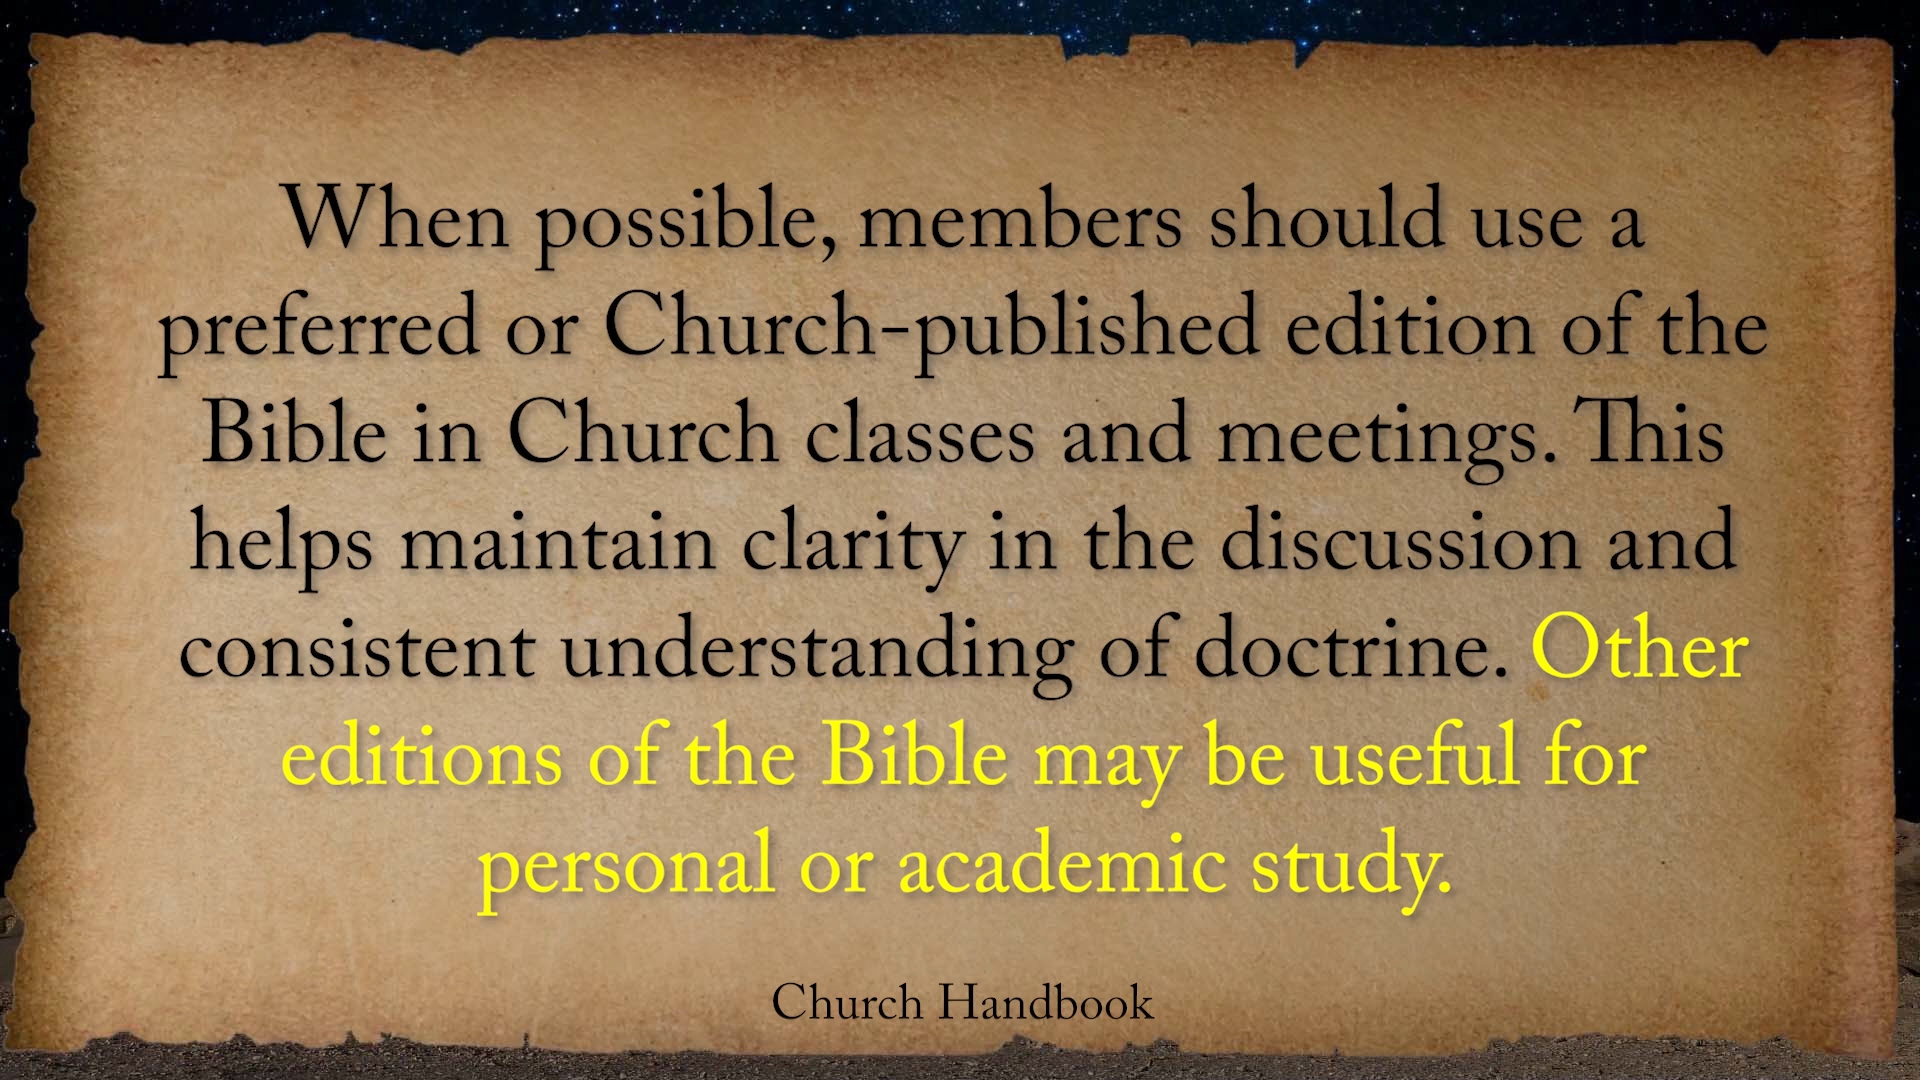 When possible, members should use a
preferred or Church-published edition of the
Bible in Church classes and meetings. This
helps maintain clarity in the discussion and
consistent understanding of doctrine. Other
editions of the Bible may be useful for
personal or academic study.
Church Handbook